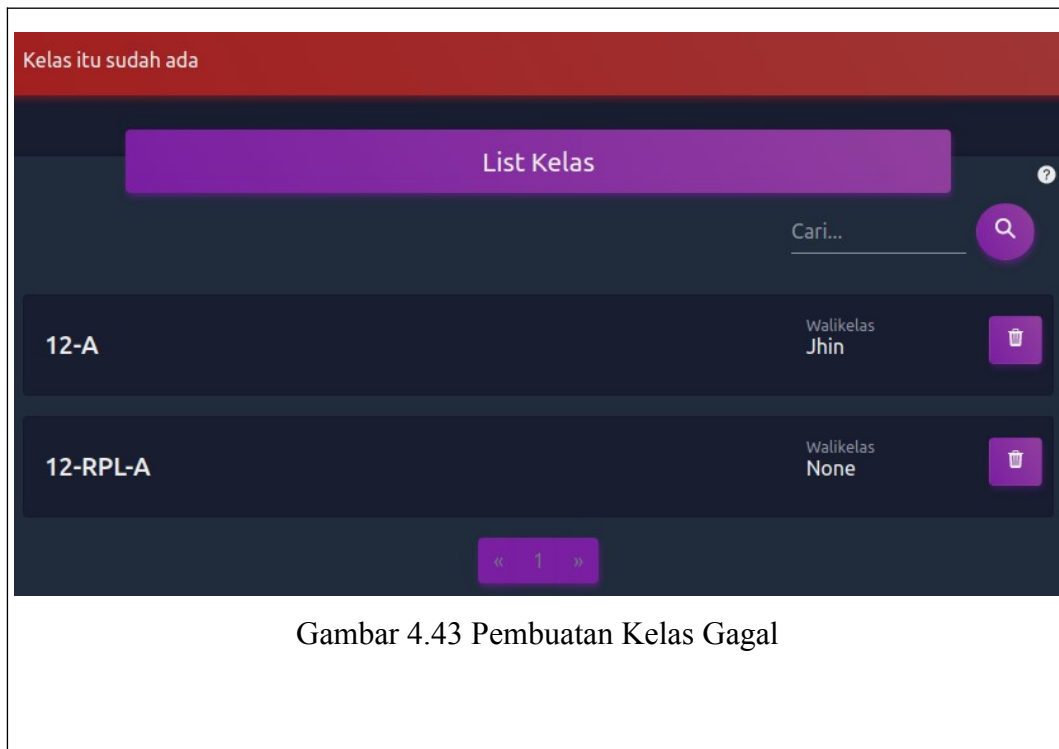 Kelas itu sudah ada
List Kelas
?
Cari...
12-A
Walikelas
Jhin
12-RPL-A
Walikelas
None
« 1 »
Gambar 4.43 Pembuatan Kelas Gagal